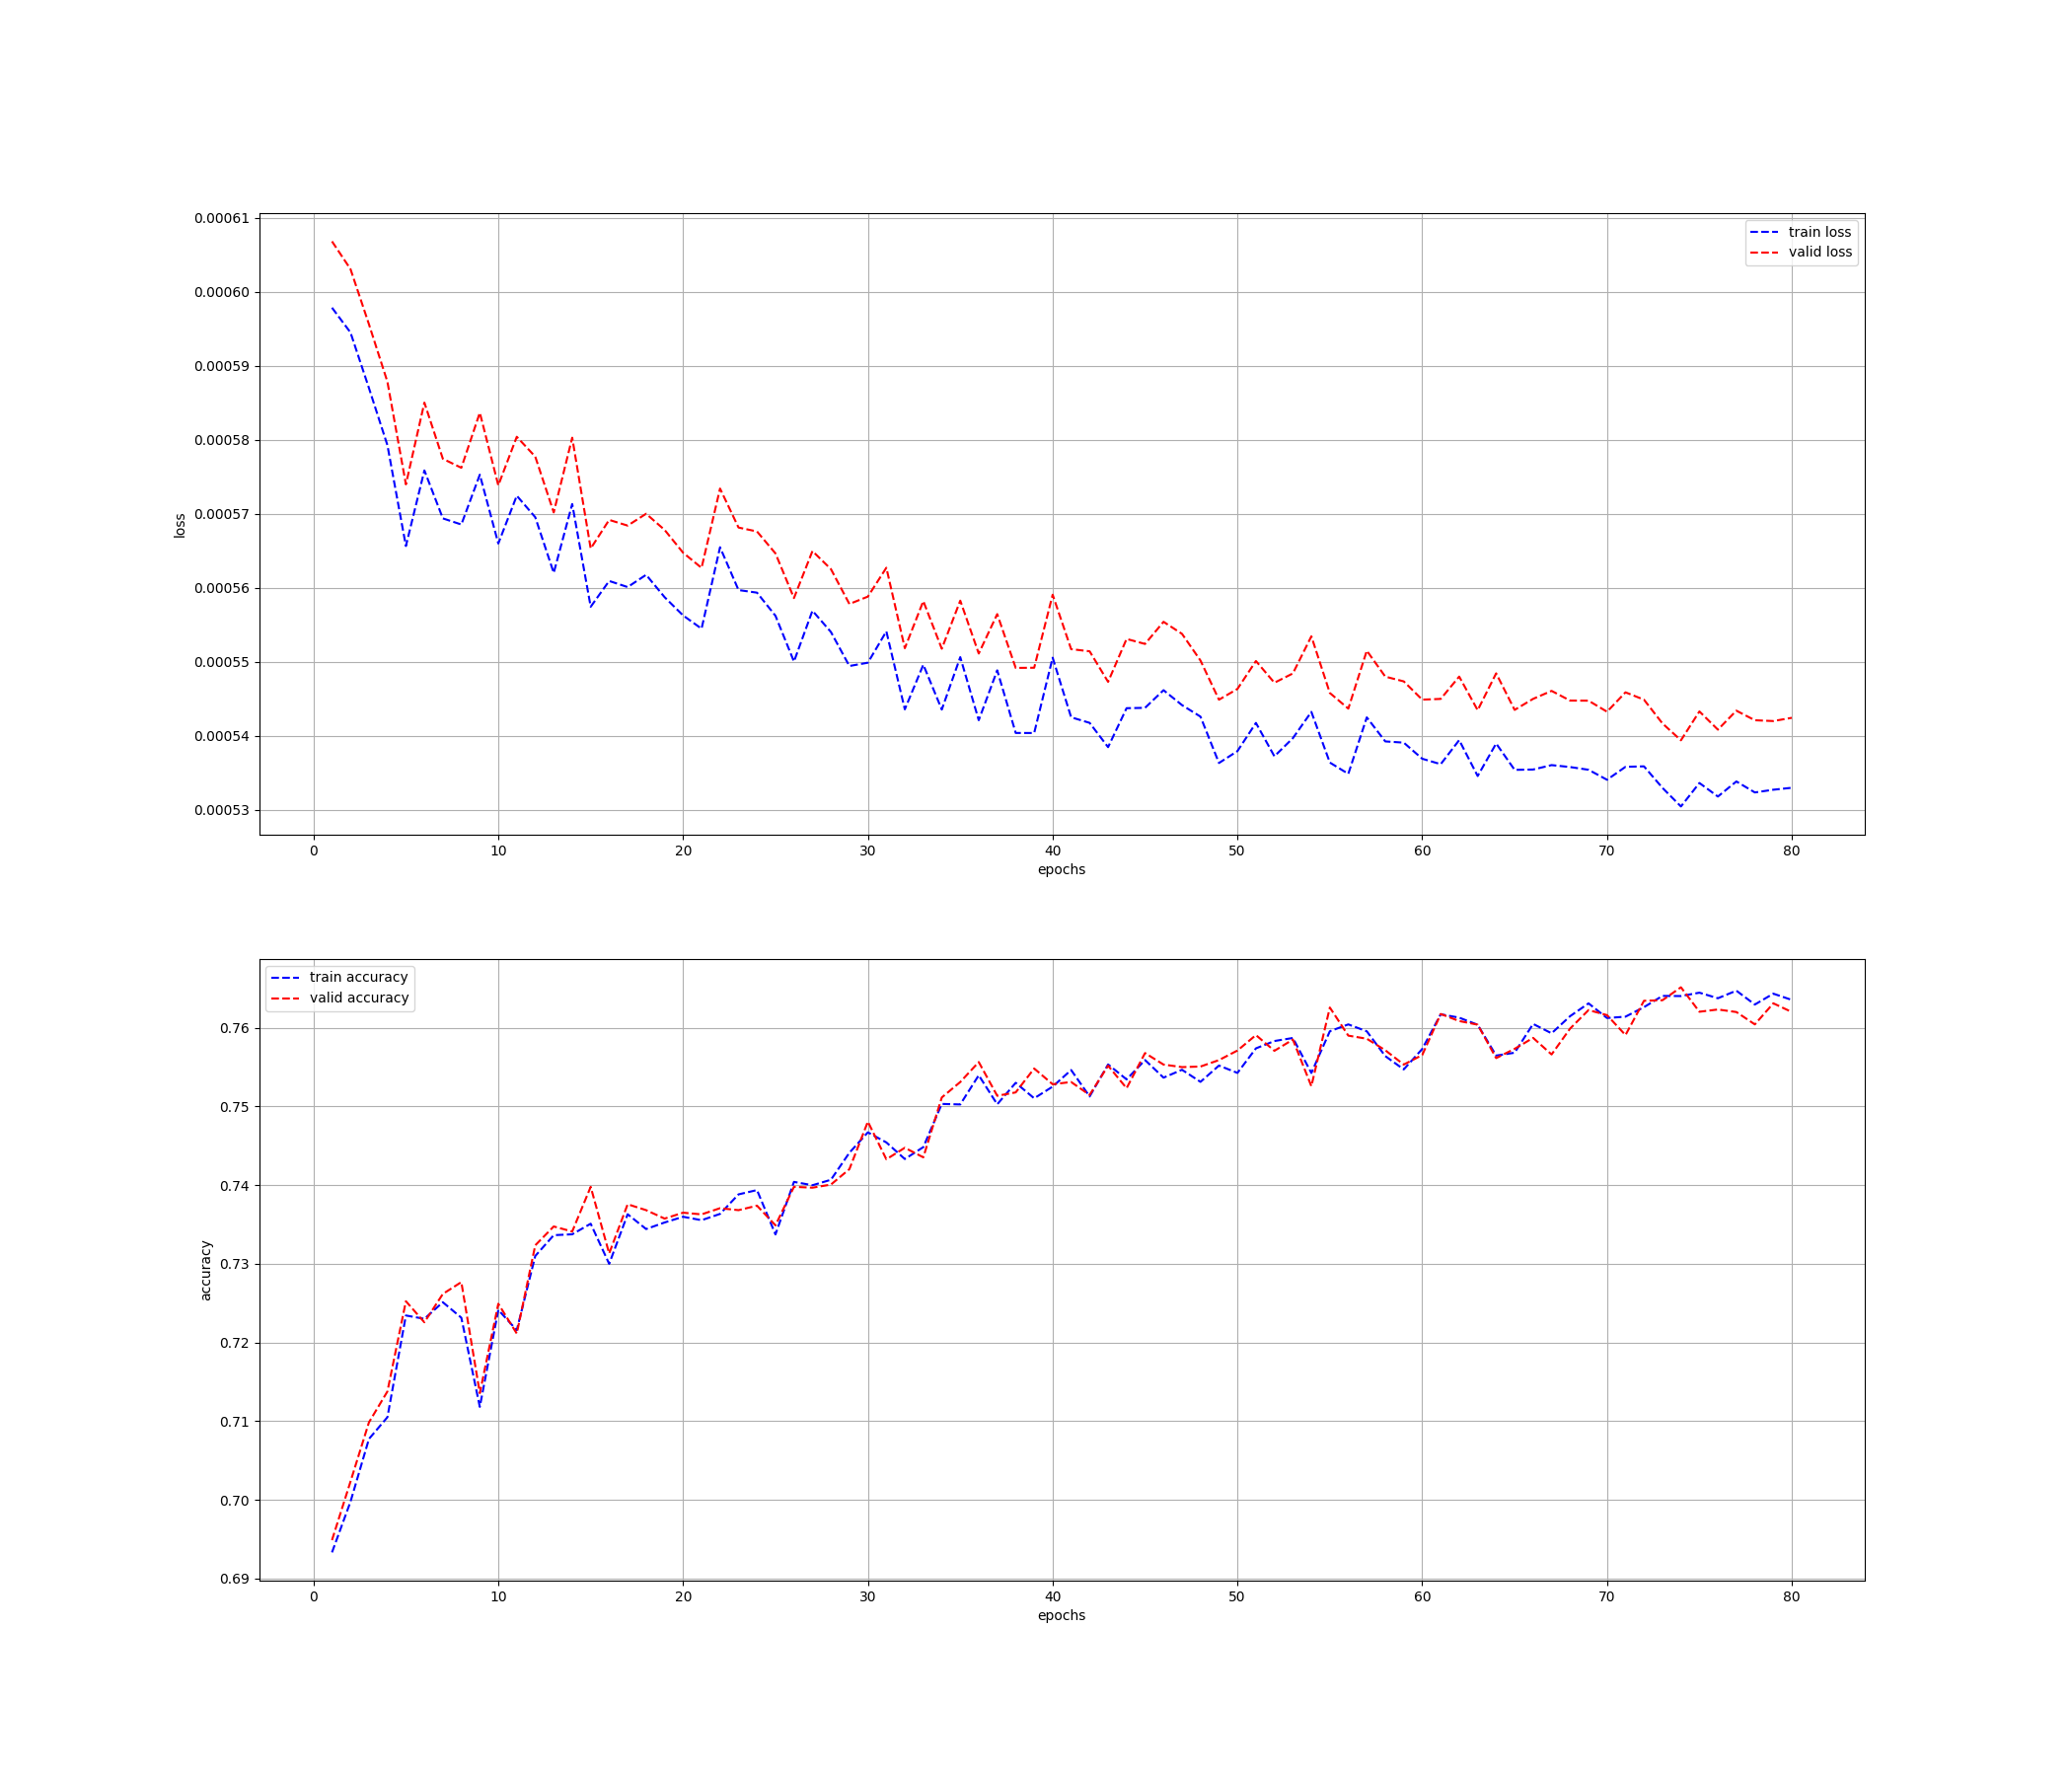 0.00061
0.00060
0.00059
0.00058
0.00057
0.00056
0.00055
0.00054
0.00053
loss
train loss
valid loss
0 10 20 30 40 50 60 70 80
epochs
train accuracy
valid accuracy
0.76
0.75
0.74
0.73
0.72
0.71
0.70
0.69
accuracy
0 10 20 30 40 50 60 70 80
epochs